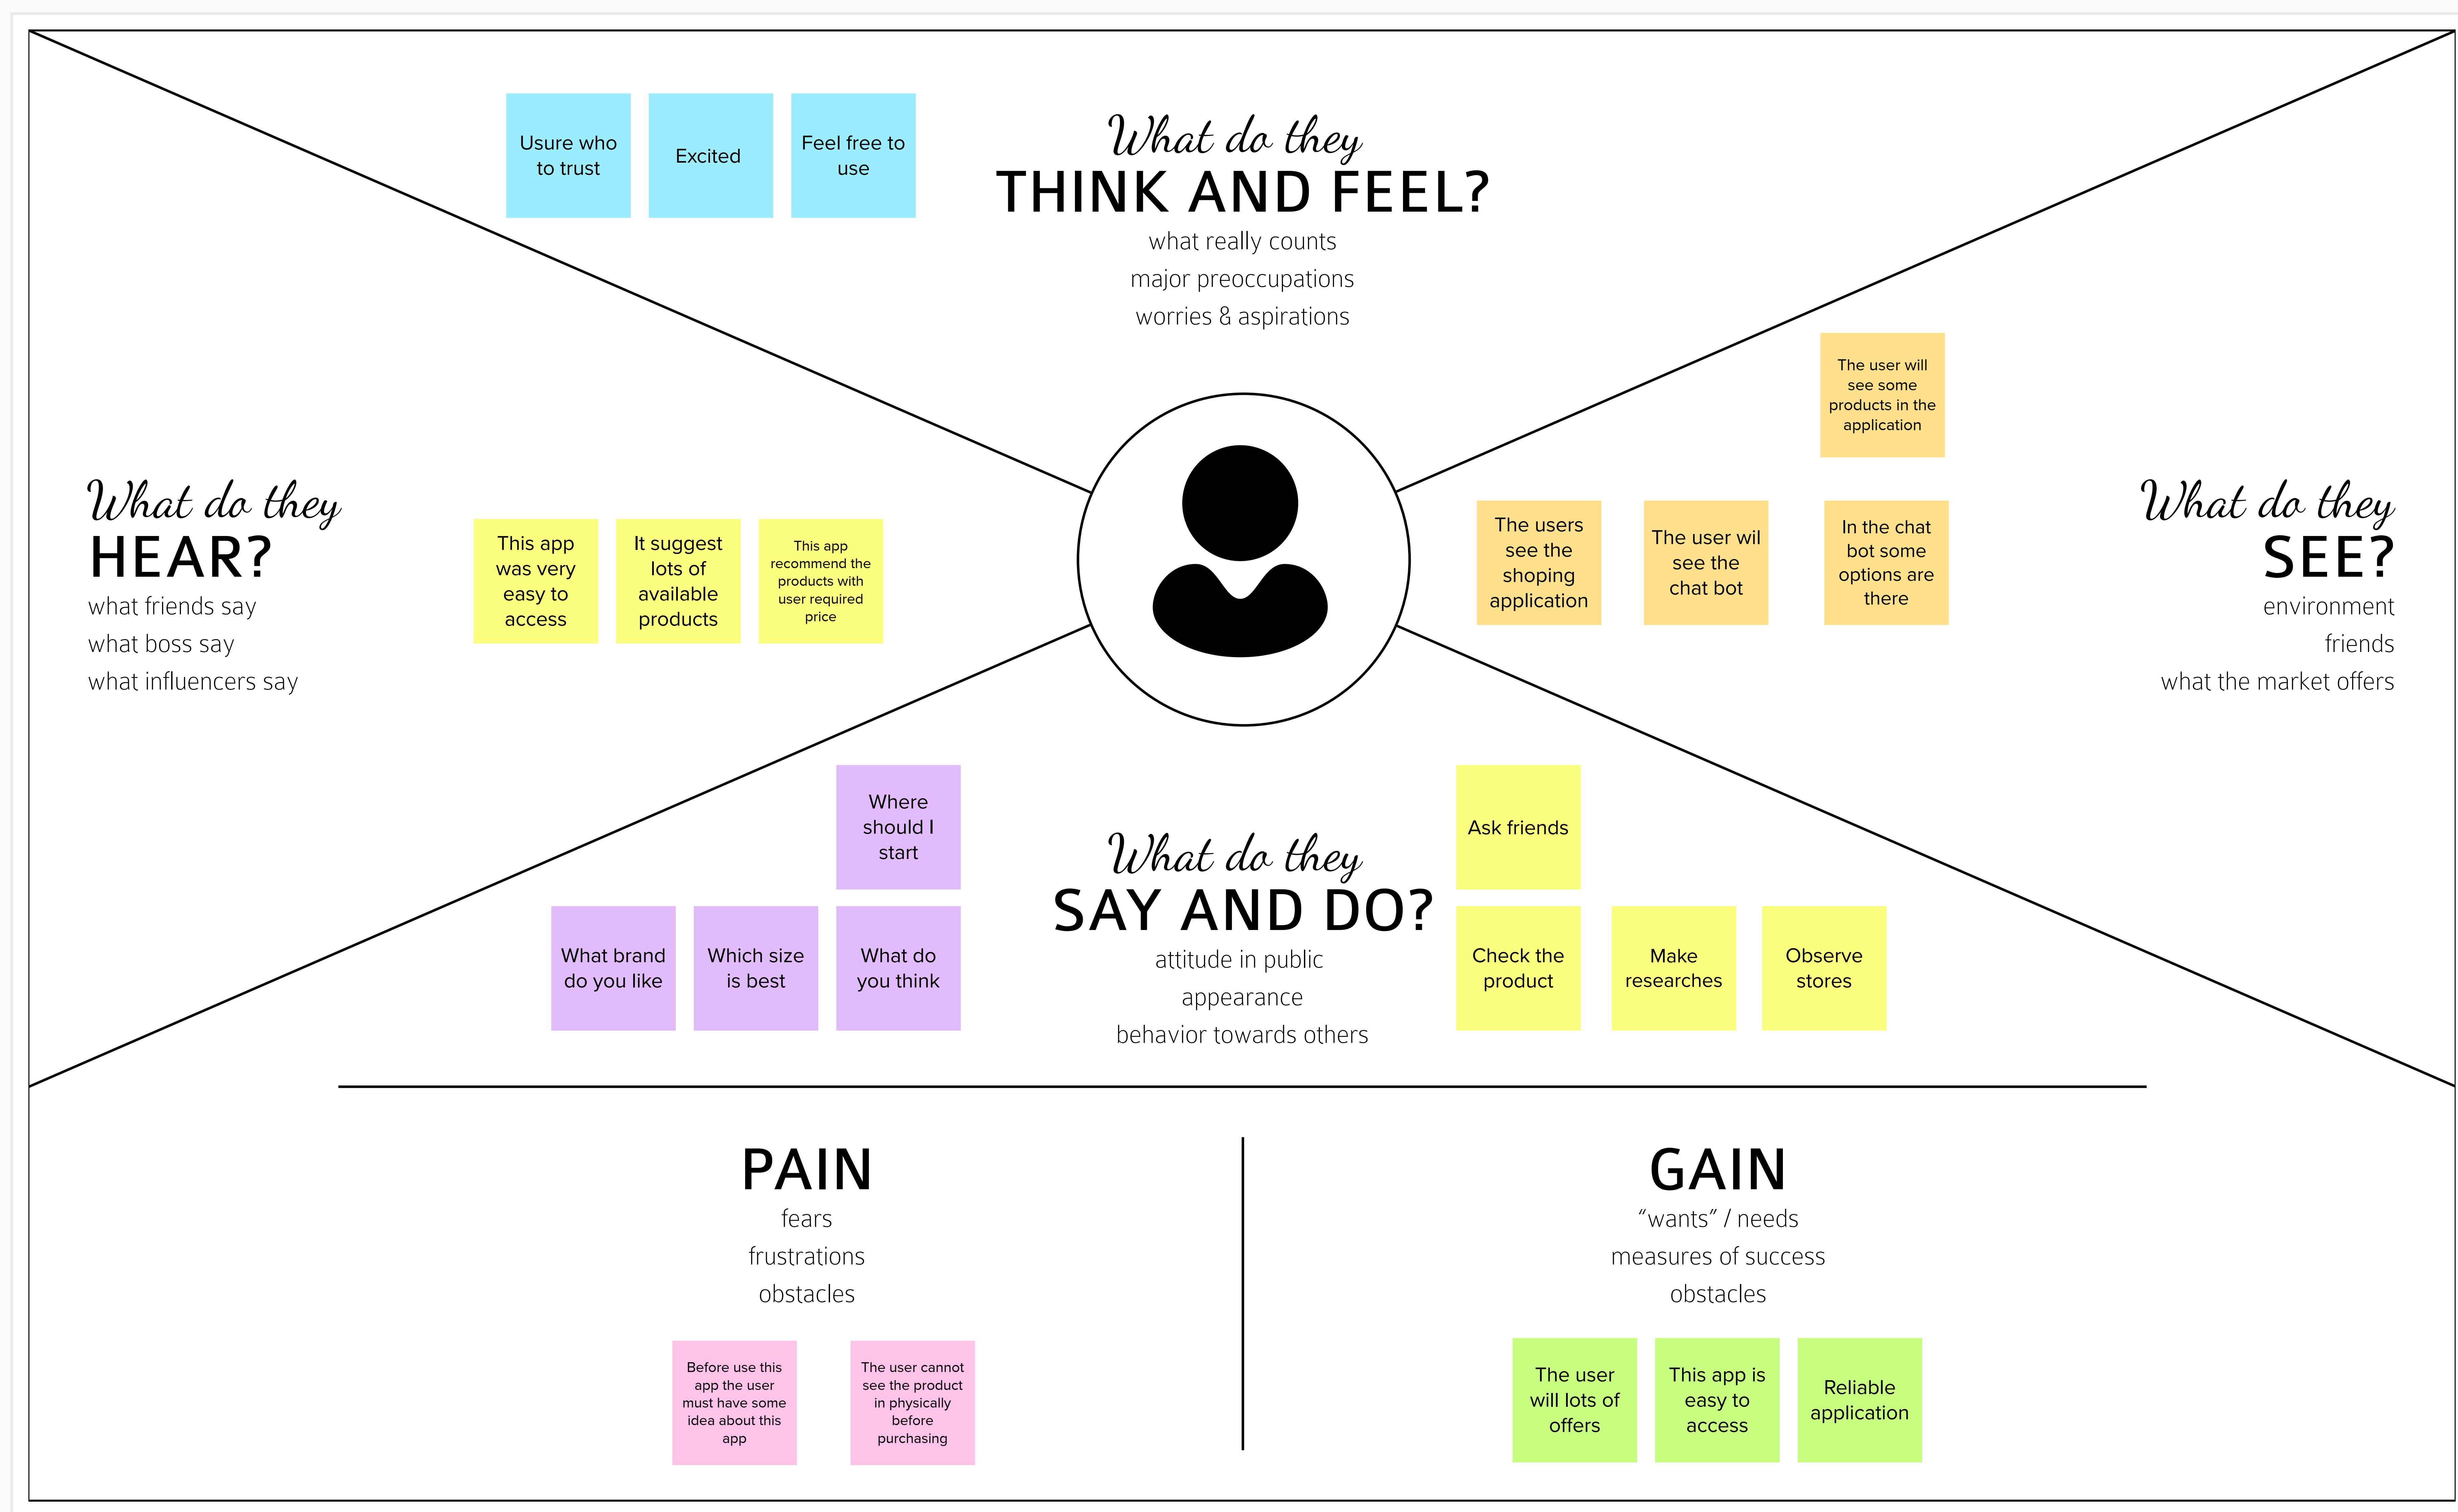 Usure who
to trust
Excited
Feel free to
use
What do they
THINK AND FEEL?
what really counts
major preoccupations
worries & aspirations
What do they
HEAR?
what friends say
what boss say
what influencers say
This app
was very
easy to
access
It suggest
lots of
available
products
This app
recommend the
products with
user required
price
The user will
see some
products in the
application
The users
see the
shoping
application
The user wil
see the
chat bot
In the chat
bot some
options are
there
What do they
SEE?
environment
friends
what the market offers
Where
should I
start
What brand
do you like
Which size
is best
What do
you think
What do they
SAY AND DO?
attitude in public
appearance
behavior towards others
Ask friends
Check the
product
Make
researches
Observe
stores
PAIN
fears
frustrations
obstacles
Before use this
app the user
must have some
idea about this
app
The user cannot
see the product
in physically
before
purchasing
GAIN
“wants” / needs
measures of success
obstacles
The user
will lots of
offers
This app is
easy to
access
Reliable
application